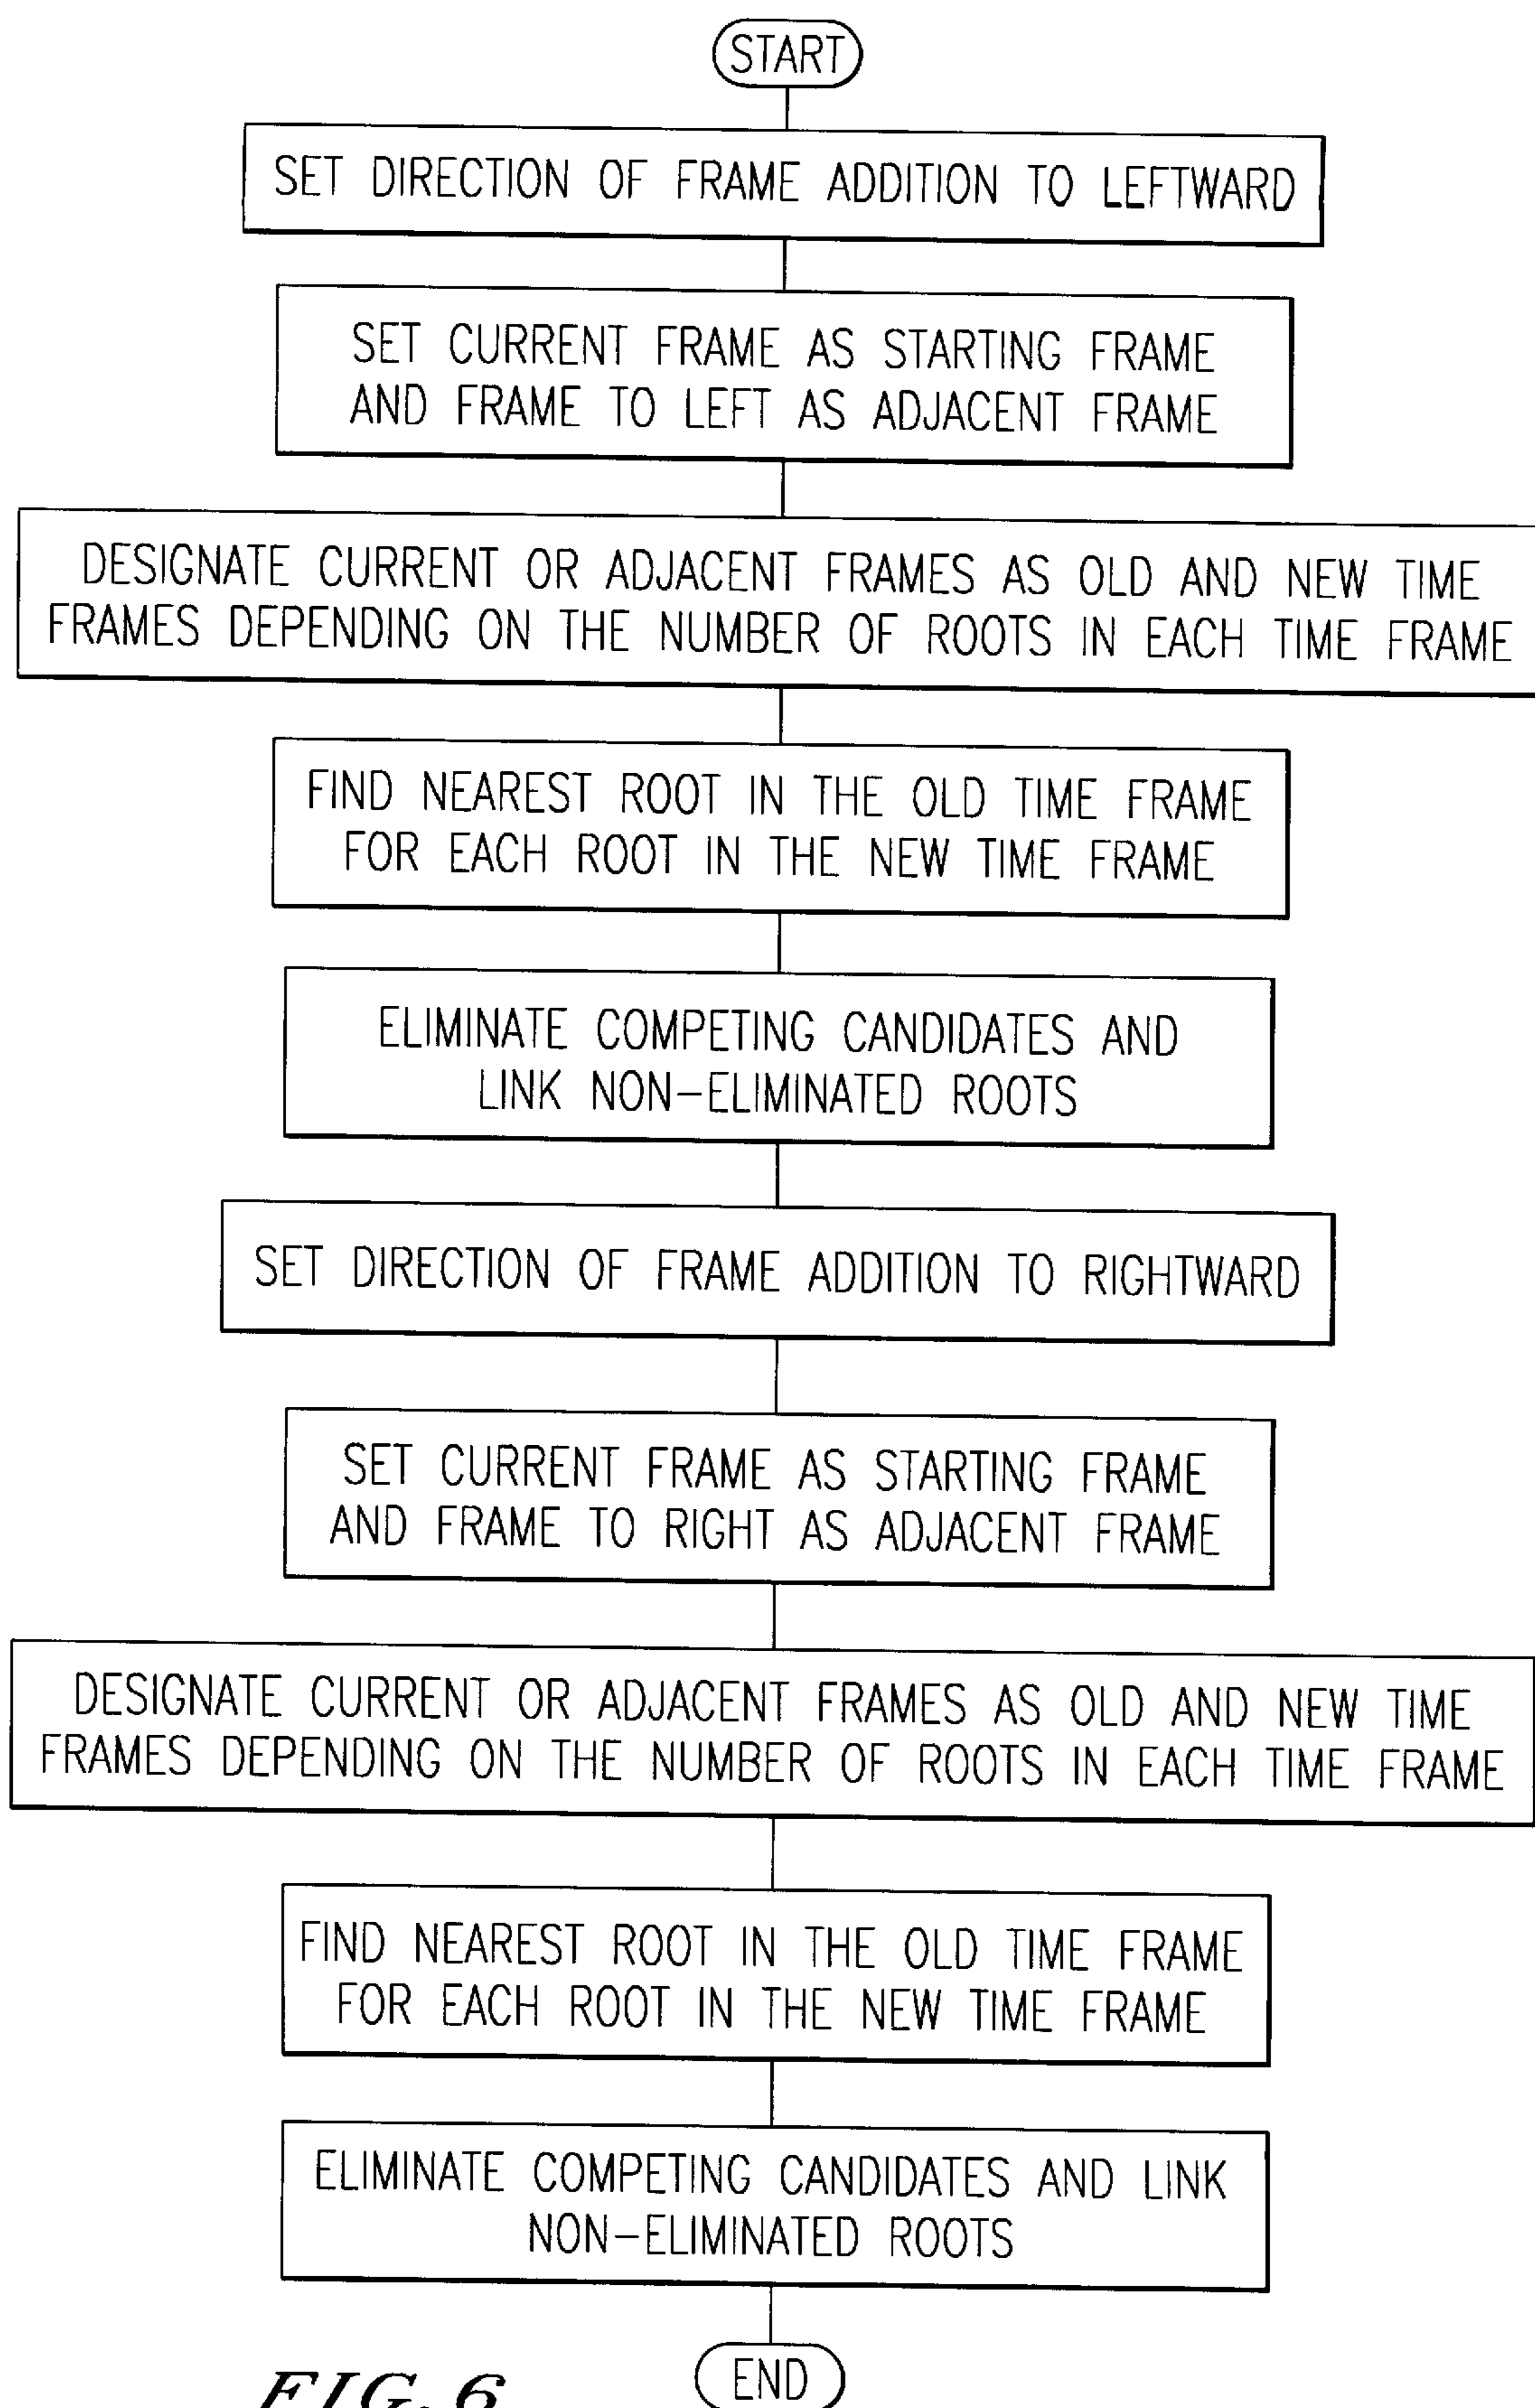 START
SET DIRECTION OF FRAME ADDITION TO LEFTWARD
SET CURRENT FRAME AS STARTING FRAME
AND FRAME TO LEFT AS ADJACENT FRAME
DESIGNATE CURRENT OR ADJACENT FRAMES AS OLD AND NEW TIME
FRAMES DEPENDING ON THE NUMBER OF ROOTS IN EACH TIME FRAME
FIND NEAREST ROOT IN THE OLD TIME FRAME
FOR EACH ROOT IN THE NEW TIME FRAME
ELIMINATE COMPETING CANDIDATES AND
LINK NON-ELIMINATED ROOTS
SET DIRECTION OF FRAME ADDITION TO RIGHTWARD
SET CURRENT FRAME AS STARTING FRAME
AND FRAME TO RIGHT AS ADJACENT FRAME
DESIGNATE CURRENT OR ADJACENT FRAMES AS OLD AND NEW TIME
FRAMES DEPENDING ON THE NUMBER OF ROOTS IN EACH TIME FRAME
FIND NEAREST ROOT IN THE OLD TIME FRAME
FOR EACH ROOT IN THE NEW TIME FRAME
ELIMINATE COMPETING CANDIDATES AND LINK
NON-ELIMINATED ROOTS
END
FIG. 6